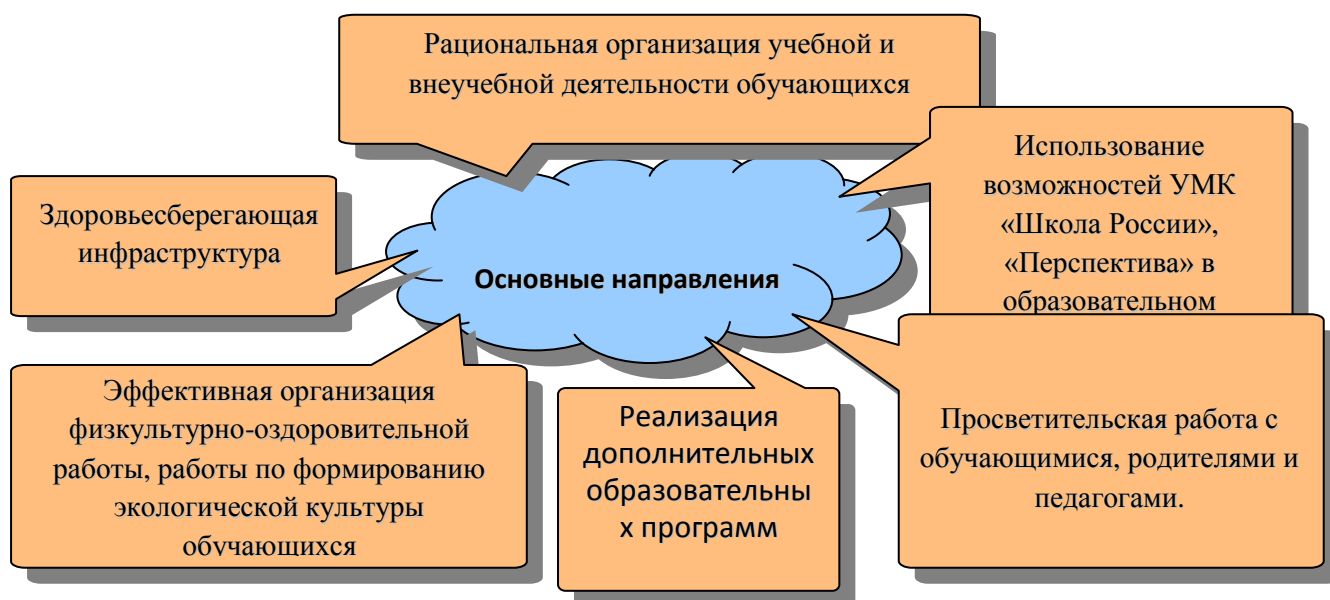 Рациональная организация учебной и
внеучебной деятельности обучающихся
Использование
возможностей УМК
«Школа России»,
«Перспектива» в
образовательном
Здоровьесберегающая
инфраструктура
Основные направления
Эффективная организация
физкультурно-оздоровительной
работы, работы по формированию
экологической культуры
обучающихся
Реализация
дополнительных
образовательны
х программ
Просветительская работа с
обучающимися, родителями и
педагогами.